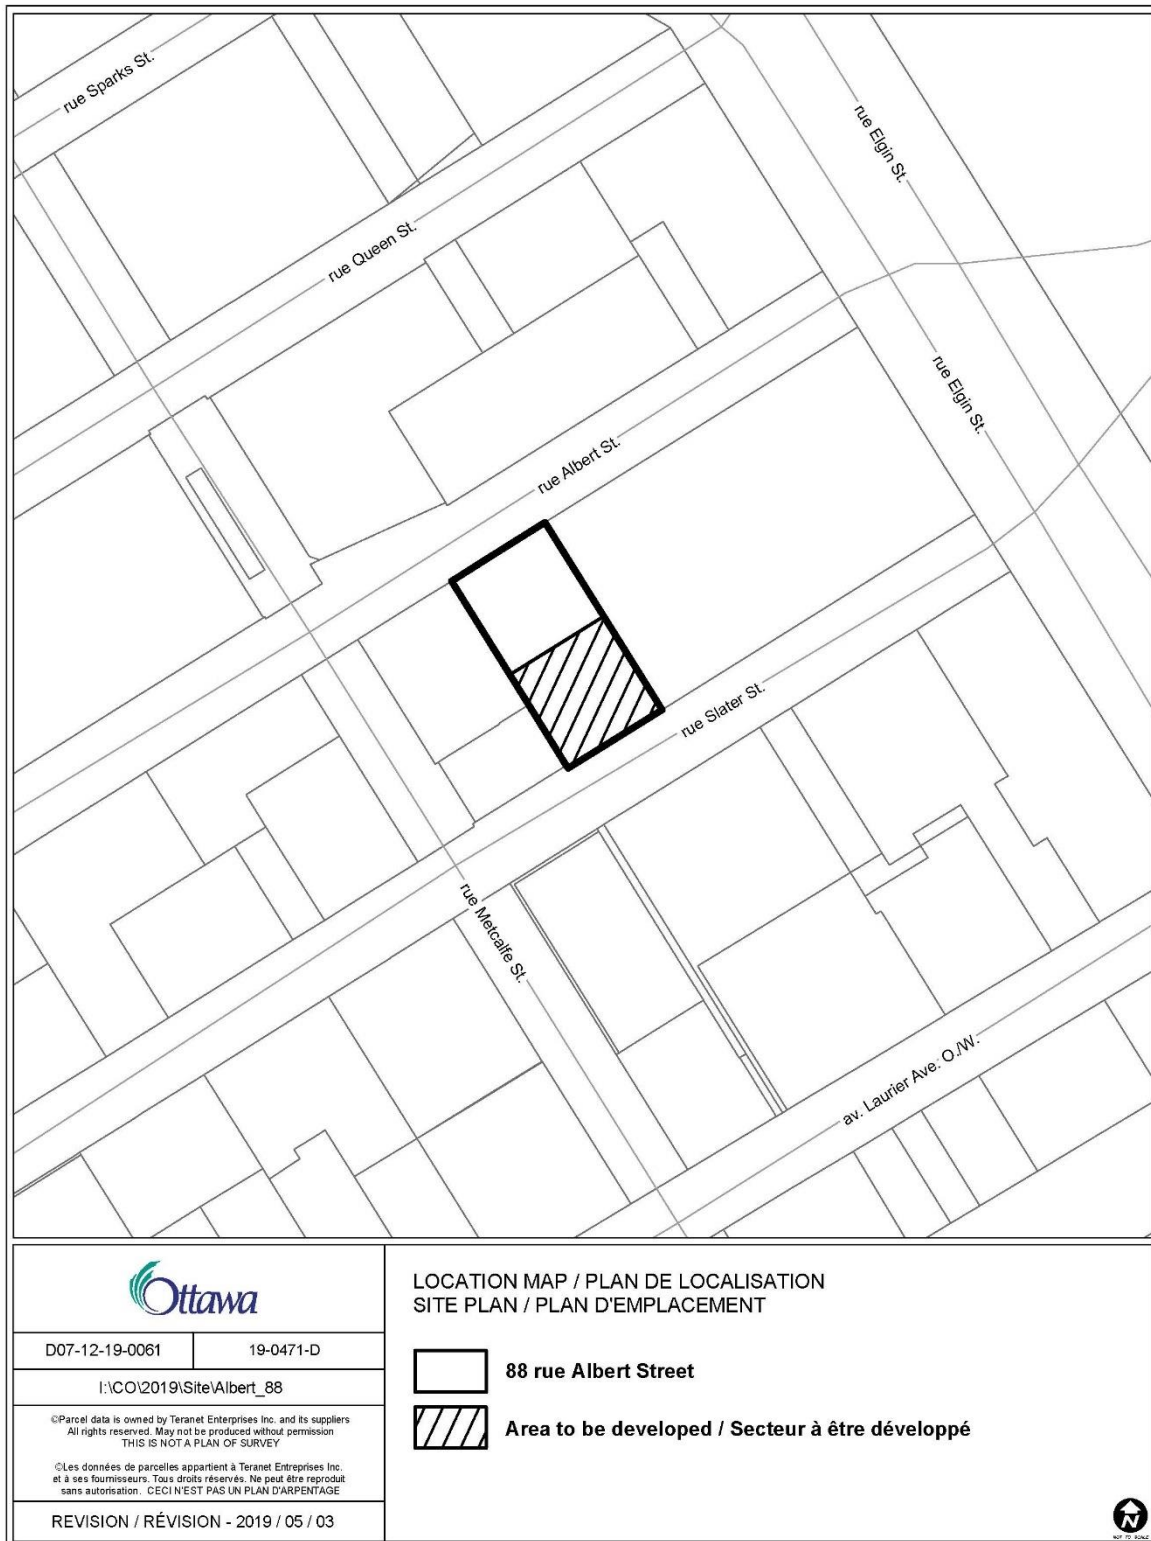 rue Sparks St.
rue Elgin St.
rue Queen St.
rue Elgin St.
rue Albert St.
rue Slater St.
rue Metcalfe St.
av. Laurier Ave. O./W.
Ottawa
D07-12-19-0061
19-0471-D
I:\CO\2019\Site\Albert_88
©Parcel data is owned by Teranet Enterprises Inc. and its suppliers
All rights reserved. May not be produced without permission
THIS IS NOT A PLAN OF SURVEY
©Les données de parcelles appartient à Teranet Entreprises Inc.
et à ses fournisseurs. Tous droits réservés. Ne peut être reproduit
sans autorisation. CECI N'EST PAS UN PLAN D'ARPENTAGE
REVISION / RÉVISION - 2019 / 05 / 03
LOCATION MAP / PLAN DE LOCALISATION
SITE PLAN / PLAN D'EMPLACEMENT
88 rue Albert Street
Area to be developed / Secteur à être développé
N
NOT TO SCALE